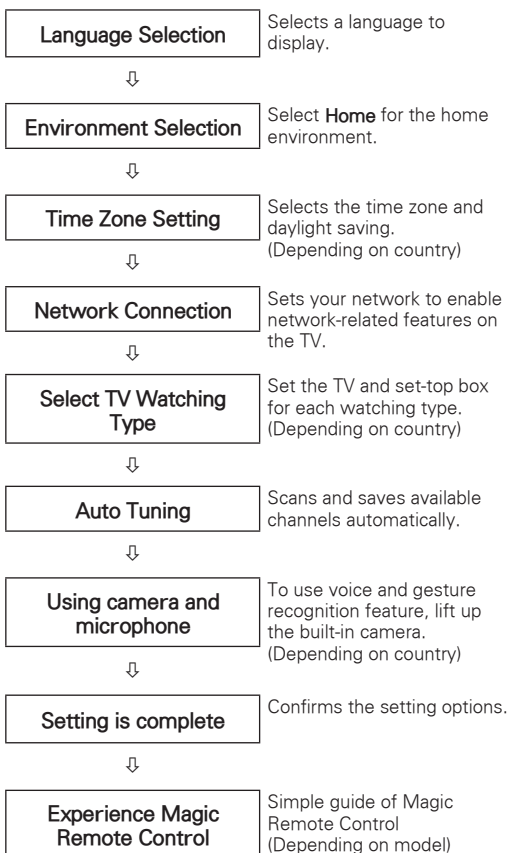 Language Selection
Selects a language to
display.
Environment Selection
Select Home for the home
environment.
Time Zone Setting
Selects the time zone and
daylight saving.
(Depending on country)
Network Connection
Sets your network to enable
network-related features on
the TV.
Select TV Watching
Type
Set the TV and set-top box
for each watching type.
(Depending on country)
Auto Tuning
Scans and saves available
channels automatically.
Using camera and
microphone
To use voice and gesture
recognition feature, lift up
the built-in camera.
(Depending on country)
Setting is complete
Confirms the setting options.
Experience Magic
Remote Control
Simple guide of Magic
Remote Control
(Depending on model)